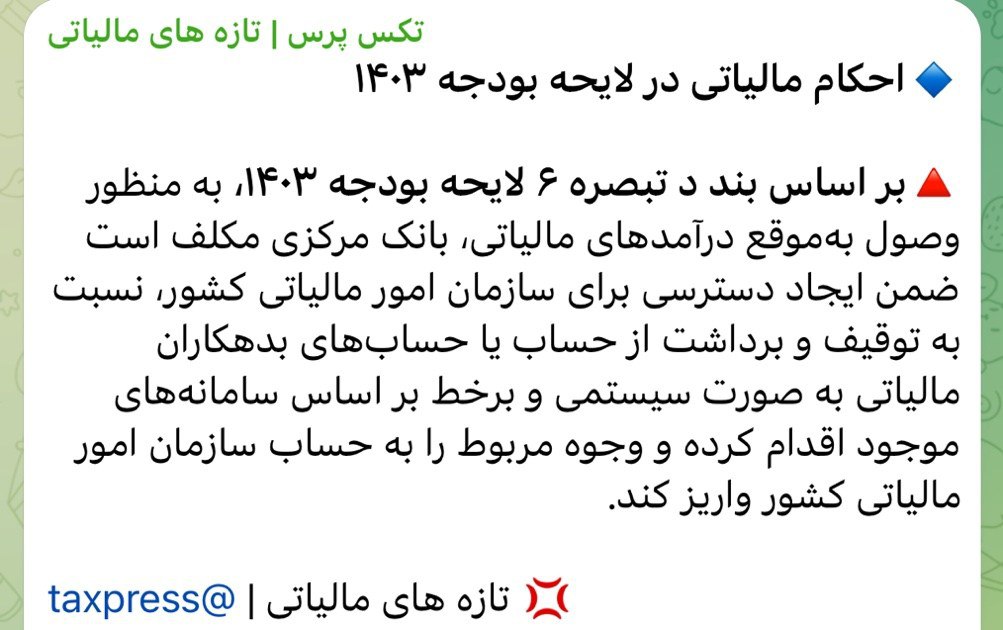 تکس پرس | تازه های مالیاتی
🔷 احکام مالیاتی در لایحه بودجه ۱۴۰۳
🔺 بر اساس بند د تبصره ۶ لایحه بودجه ۱۴۰۳، به منظور
وصول به‌موقع درآمدهای مالیاتی، بانک مرکزی مکلف است
ضمن ایجاد دسترسی برای سازمان امور مالیاتی کشور، نسبت
به توقیف و برداشت از حساب یا حساب‌های بدهکاران
مالیاتی به صورت سیستمی و برخط بر اساس سامانه‌های
موجود اقدام کرده و وجوه مربوط را به حساب سازمان امور
مالیاتی کشور واریز کند.
💢 تازه های مالیاتی | @taxpress